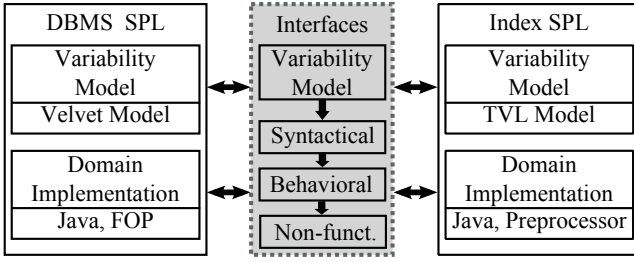 DBMS SPL
Variability
Model
Velvet Model
Domain
Implementation
Java, FOP
Interfaces
Variability
Model
Syntactical
Behavioral
Non-funct.
Index SPL
Variability
Model
TVL Model
Domain
Implementation
Java, Preprocessor